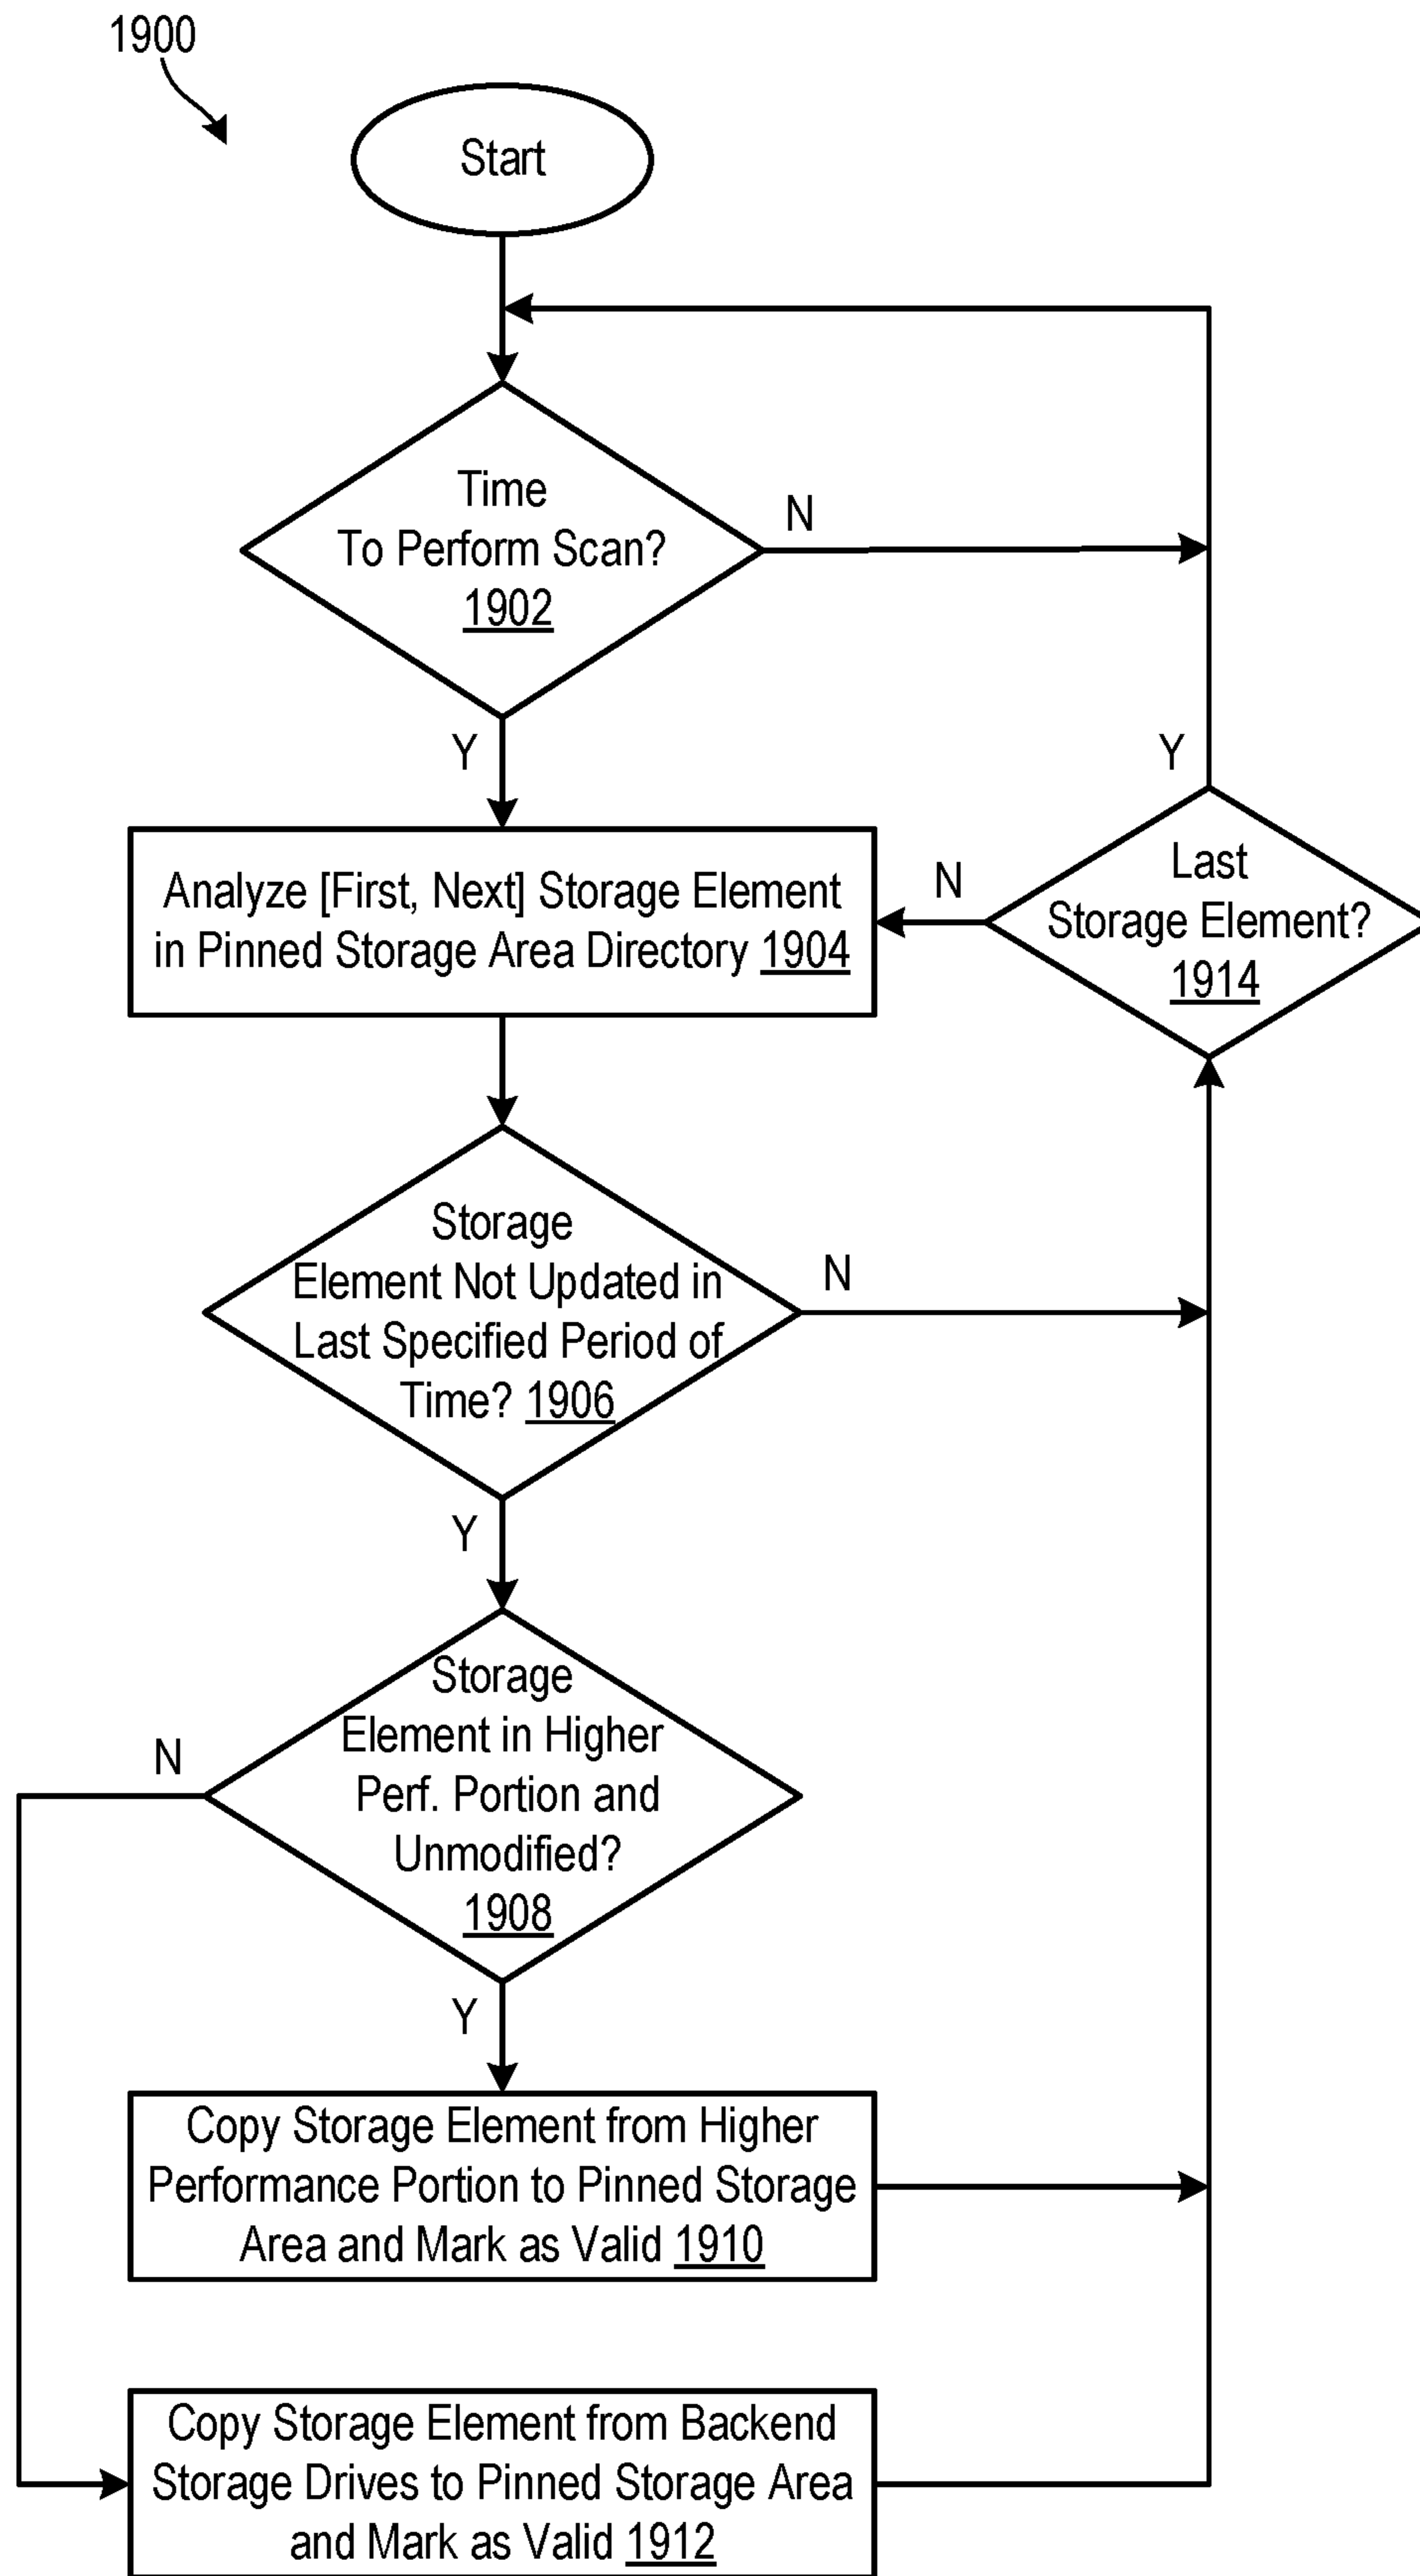 1900
Start
Time
To Perform Scan?
1902
N
Y
Analyze [First, Next] Storage Element
in Pinned Storage Area Directory 1904
N
Y
Last
Storage Element?
1914
Storage
Element Not Updated in
Last Specified Period of
Time? 1906
N
Y
Storage
Element in Higher
Perf. Portion and
Unmodified?
1908
N
Y
Copy Storage Element from Higher
Performance Portion to Pinned Storage
Area and Mark as Valid 1910
Copy Storage Element from Backend
Storage Drives to Pinned Storage Area
and Mark as Valid 1912